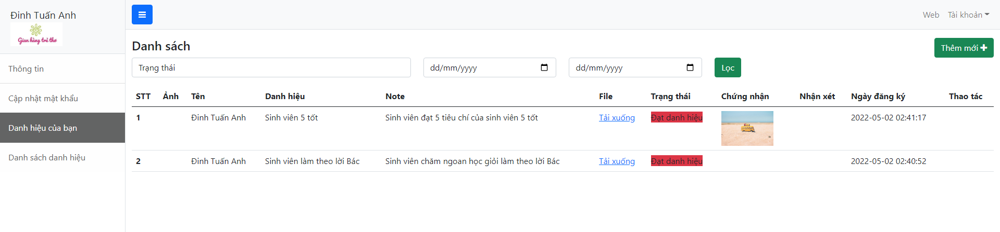 Đinh Tuấn Anh
Gian hàng trẻ thơ
Thông tin
Cập nhật mật khẩu
Danh hiệu của bạn
Danh sách danh hiệu
Web Tài khoản
Danh sách
Thêm mới
Trạng thái dd/mm/yyyy dd/mm/yyyy Lọc
STT Ảnh Tên Danh hiệu Note File Trạng thái Chứng nhận Nhận xét Ngày đăng ký Thao tác
1 Đinh Tuấn Anh Sinh viên 5 tốt Sinh viên đạt 5 tiêu chí của sinh viên 5 tốt Tải xuống Đạt danh hiệu 2022-05-02 02:41:17
2 Đinh Tuấn Anh Sinh viên làm theo lời Bác Sinh viên chăm ngoan học giỏi làm theo lời Bác Tải xuống Đạt danh hiệu 2022-05-02 02:40:52